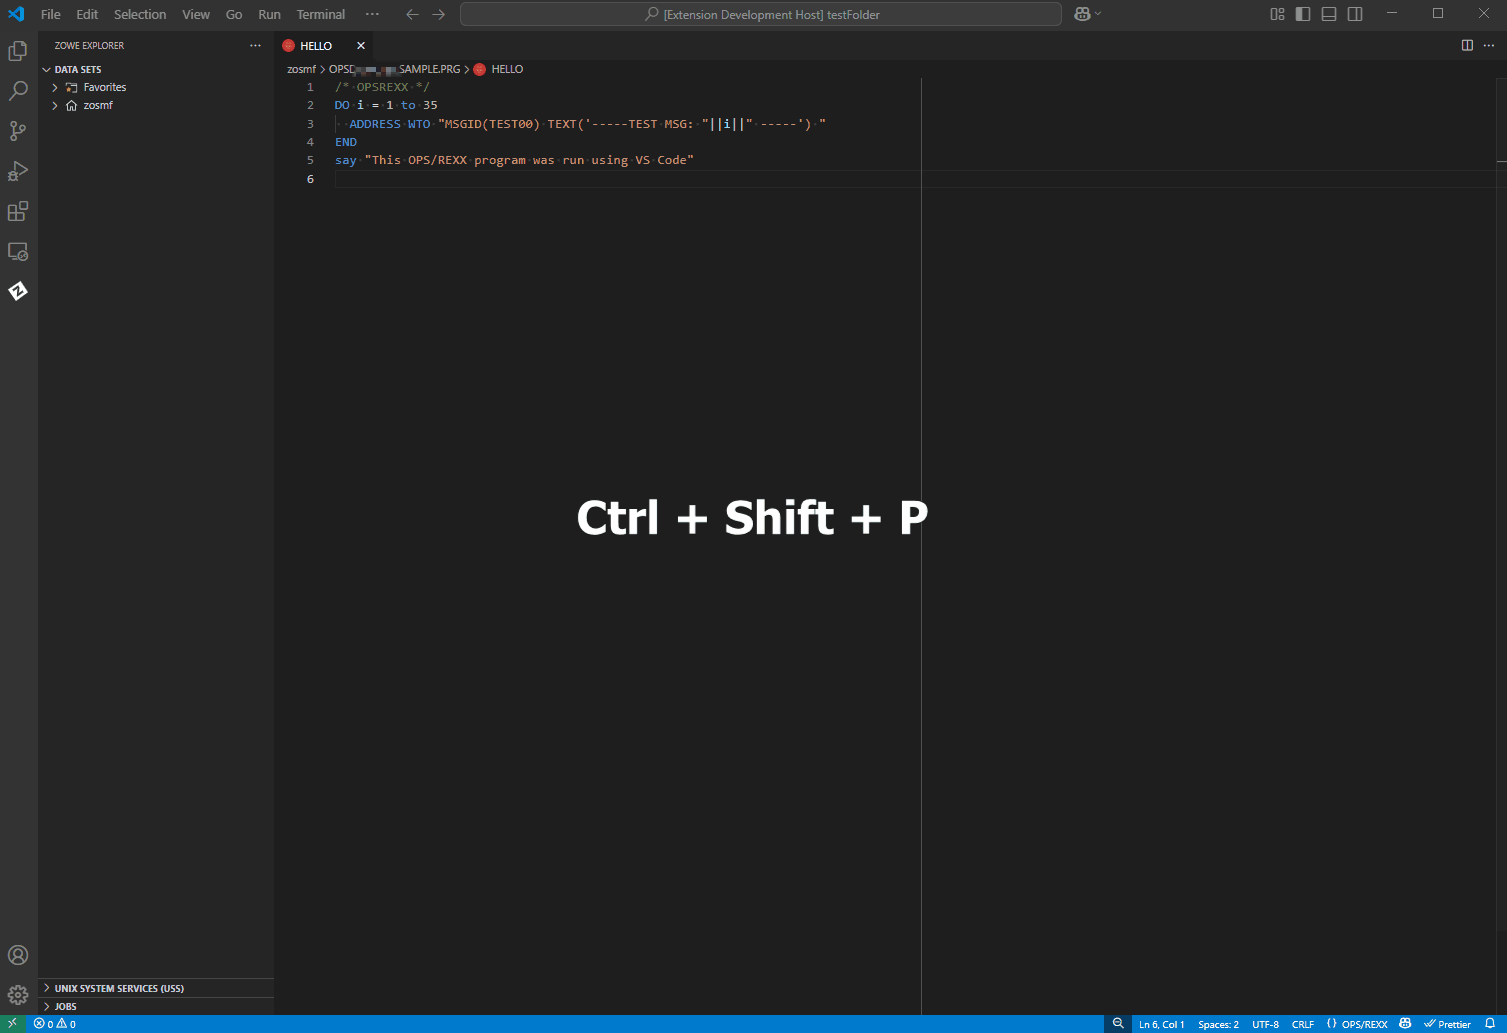 File Edit Selection View Go Run Terminal ··· [Extension Development Host] testFolder
ZOWE EXPLORER ···
HELLO
DATA SETS
Favorites
zosmf
zosmf > SAMPLE.PRG > HELLO
1 /* OPSREXX */
2 DO i = 1 to 35
3 ADDRESS WTO "MSGID(TEST00) TEXT('-----TEST MSG: "||i||" -----') "
4 END
5 say "This OPS/REXX program was run using VS Code"
6
Ctrl + Shift + P
UNIX SYSTEM SERVICES (USS)
JOBS
0 0 Ln 6, Col 1 Spaces: 2 UTF-8 CRLF {} OPS/REXX Prettier